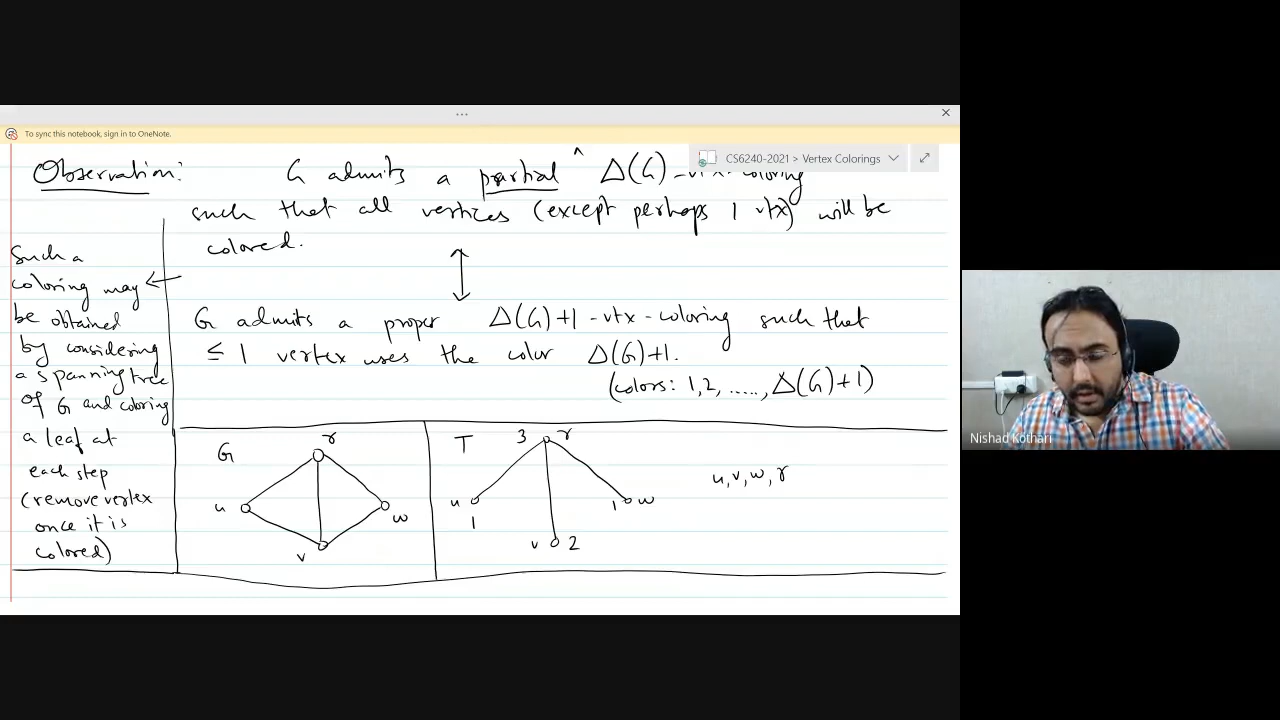 To sync this notebook, sign in to OneNote.
CS6240-2021 > Vertex Colorings
Observation: G admits a partial ^ Δ(G)-vtx-coloring
such that all vertices (except perhaps 1 vtx) will be
colored.
G admits a proper Δ(G)+1-vtx-coloring such that
≤ 1 vertex uses the color Δ(G)+1.
(colors: 1,2, ....., Δ(G)+1)
Such a
coloring may
be obtained
by considering
a spanning tree
of G and coloring
a leaf at
each step
(remove vertex
once it is
colored)
G
r
u
w
v
T
3 r
u
1
v 2
1 w
u,v,w,r
Nishad Kothari